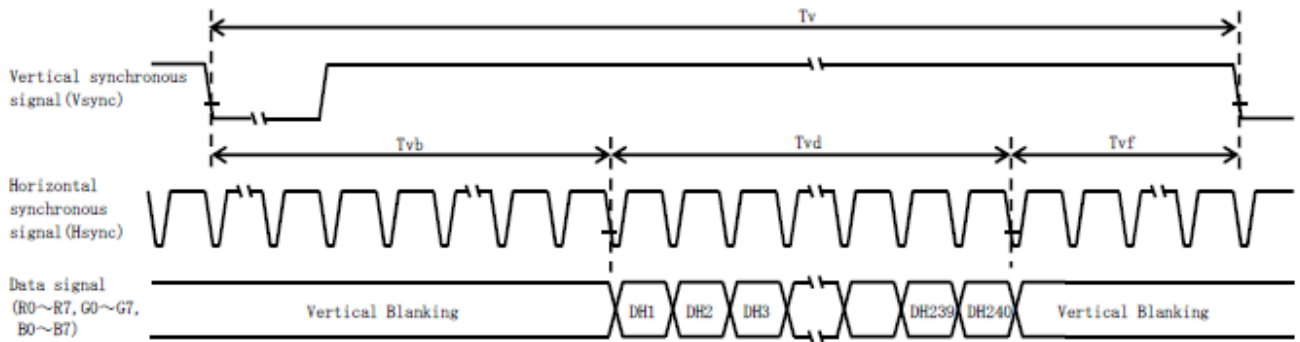 Tv
Vertical synchronous
signal(Vsync)
Tvb
Tvd
Tvf
Horizontal
synchronous
signal(Hsync)
Data signal
(R0～R7,G0～G7,
B0～B7)
Vertical Blanking
DH1
DH2
DH3
DH239
DH240
Vertical Blanking